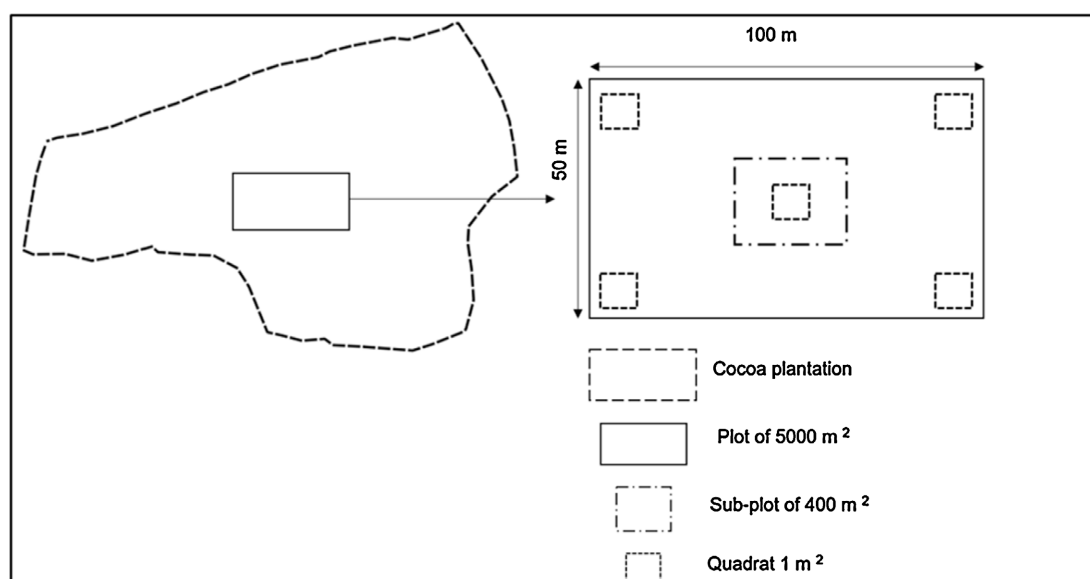 100 m
50 m
Cocoa plantation
Plot of 5000 m ²
Sub-plot of 400 m ²
Quadrat 1 m ²